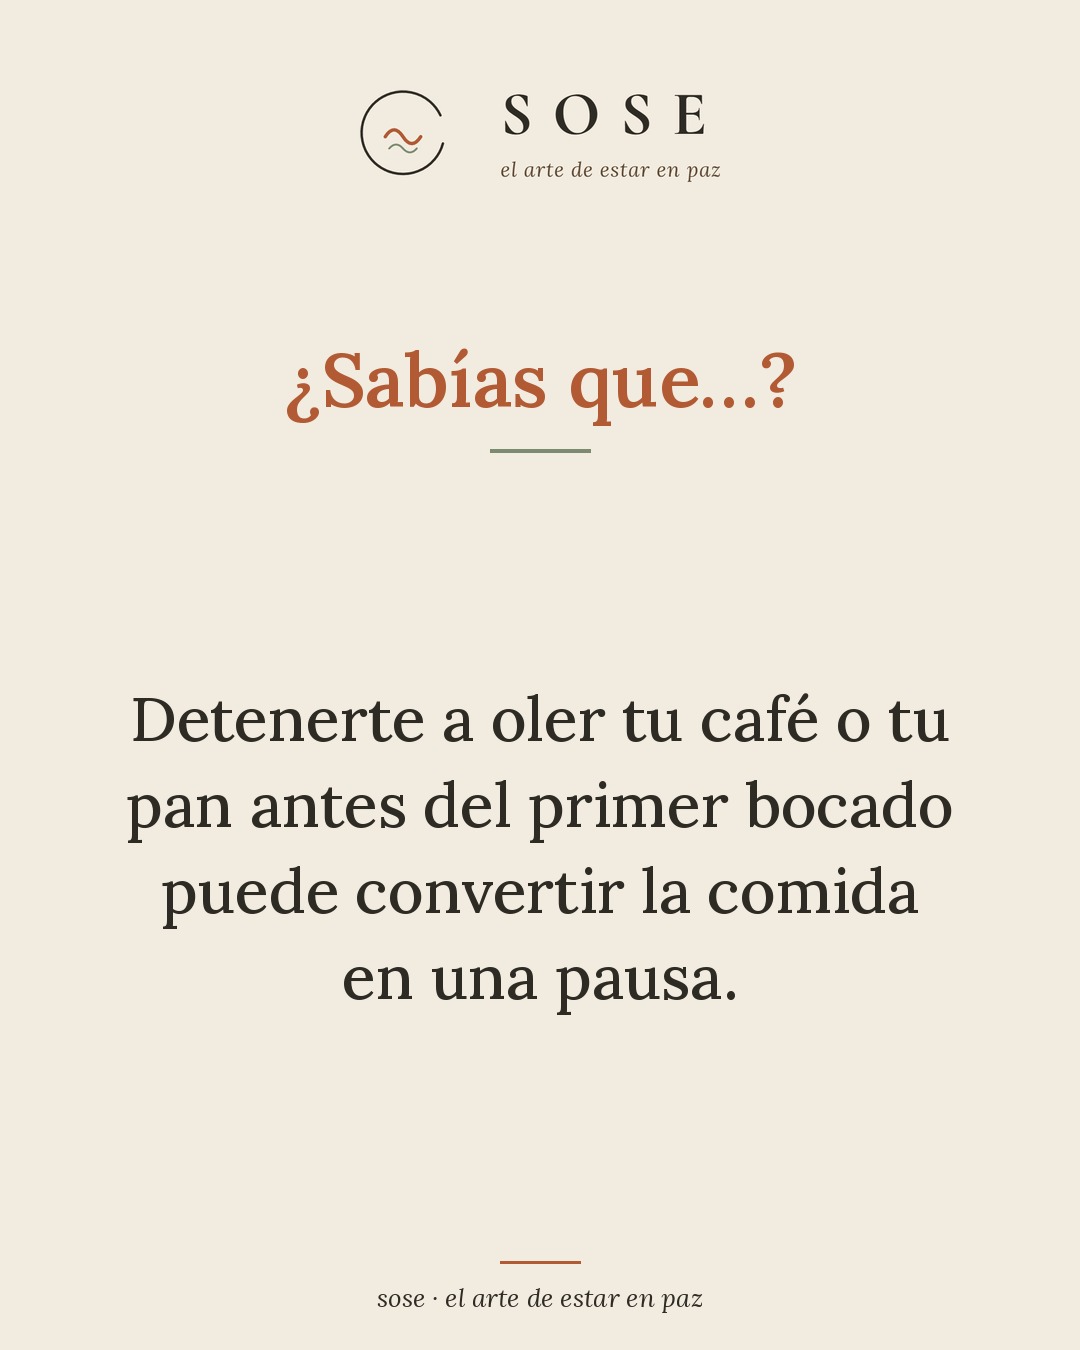 SOSE
el arte de estar en paz
¿Sabías que...?
Detenerte a oler tu café o tu
pan antes del primer bocado
puede convertir la comida
en una pausa.
sose · el arte de estar en paz